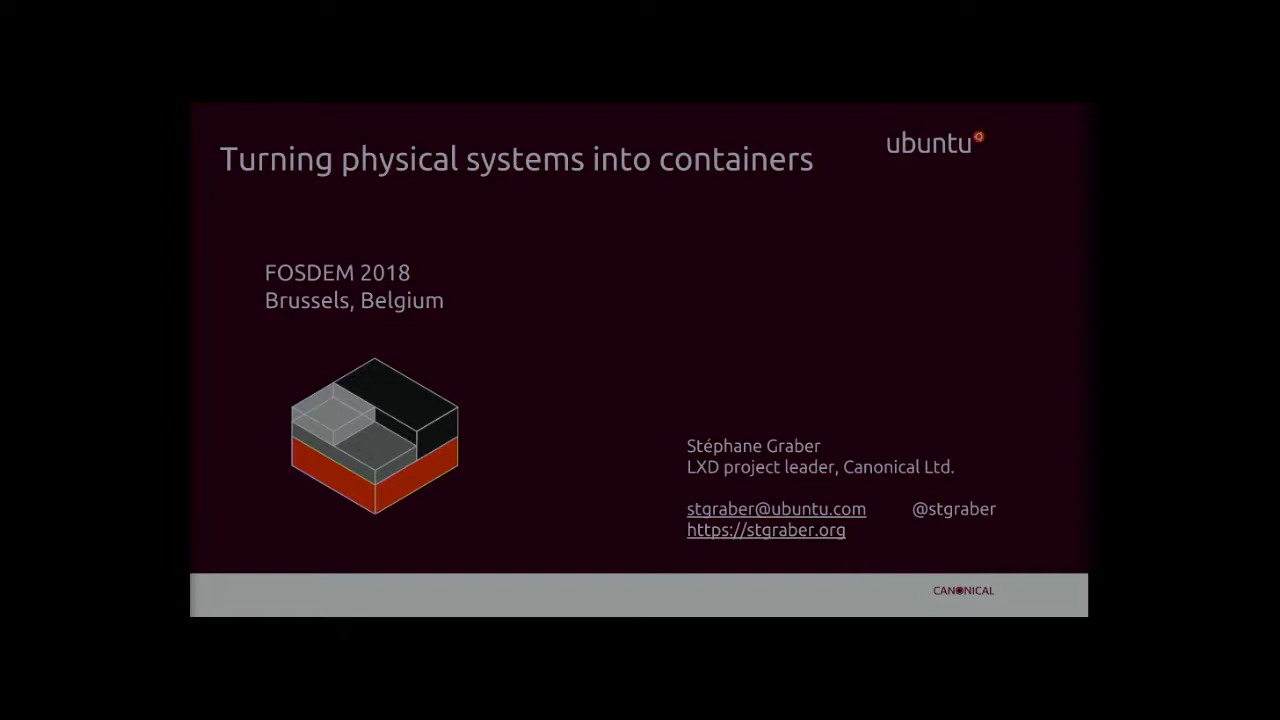 Turning physical systems into containers
ubuntu
FOSDEM 2018
Brussels, Belgium
Stéphane Graber
LXD project leader, Canonical Ltd.
stgraber@ubuntu.com @stgraber
https://stgraber.org
CANONICAL